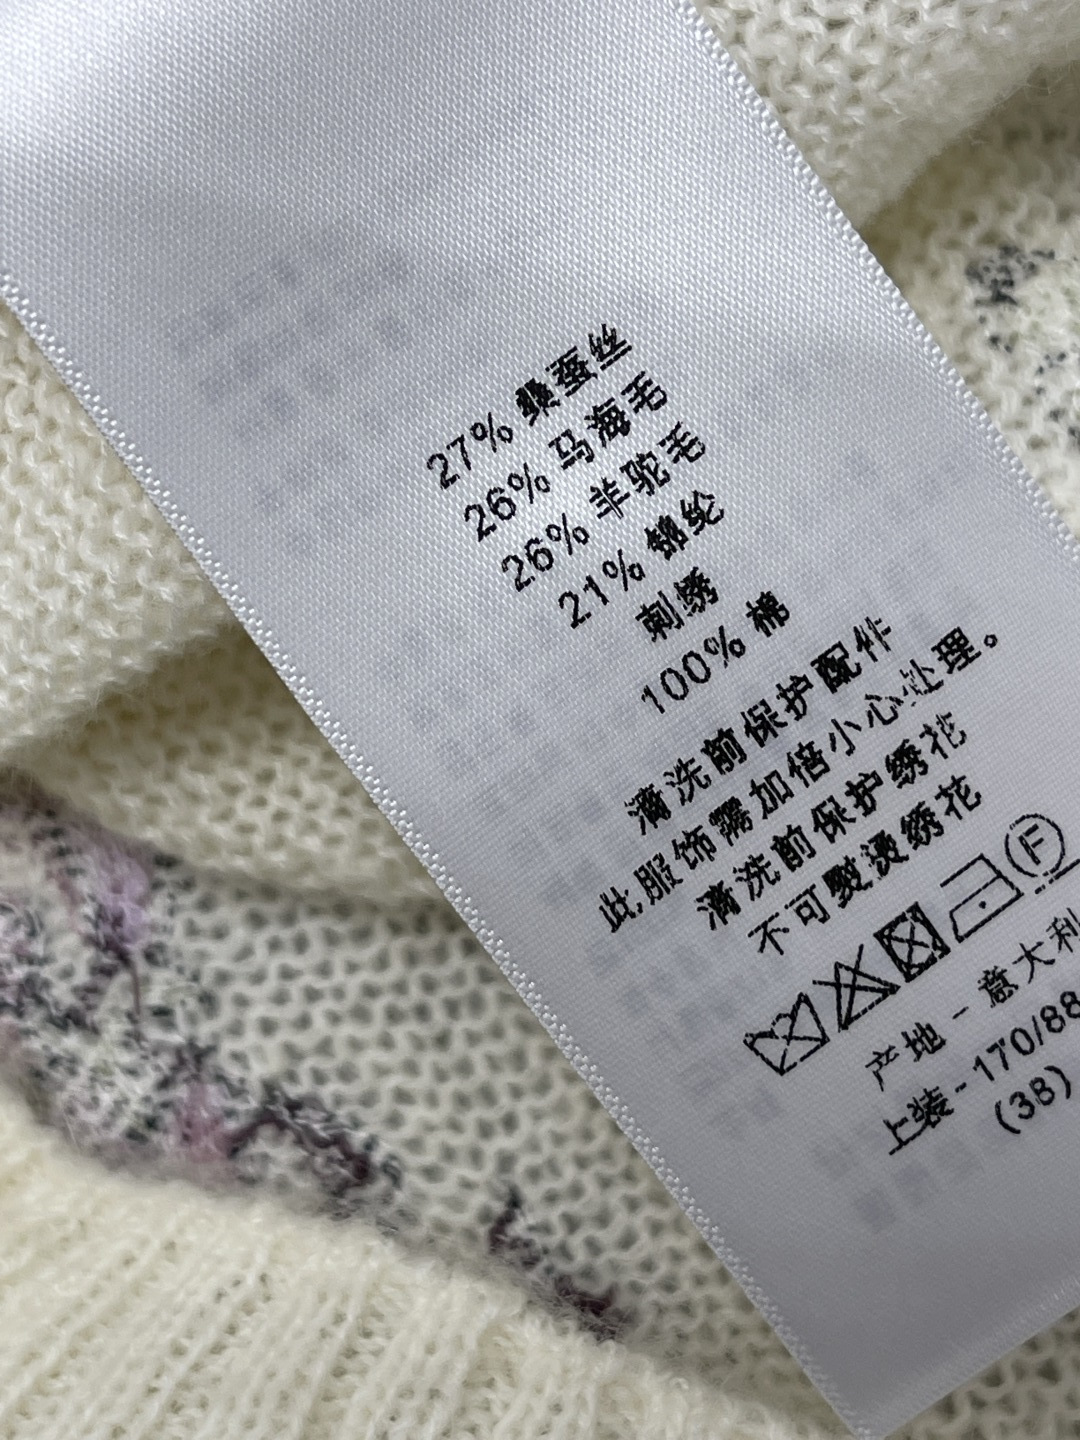 27% 桑蚕丝
26% 马海毛
26% 羊驼毛
21% 锦纶
刺绣
100% 棉
清洗前保护配件
此服饰需加倍小心处理。
清洗前保护绣花
不可熨烫绣花
F
产地 - 意大利
上装-170/88
(38)